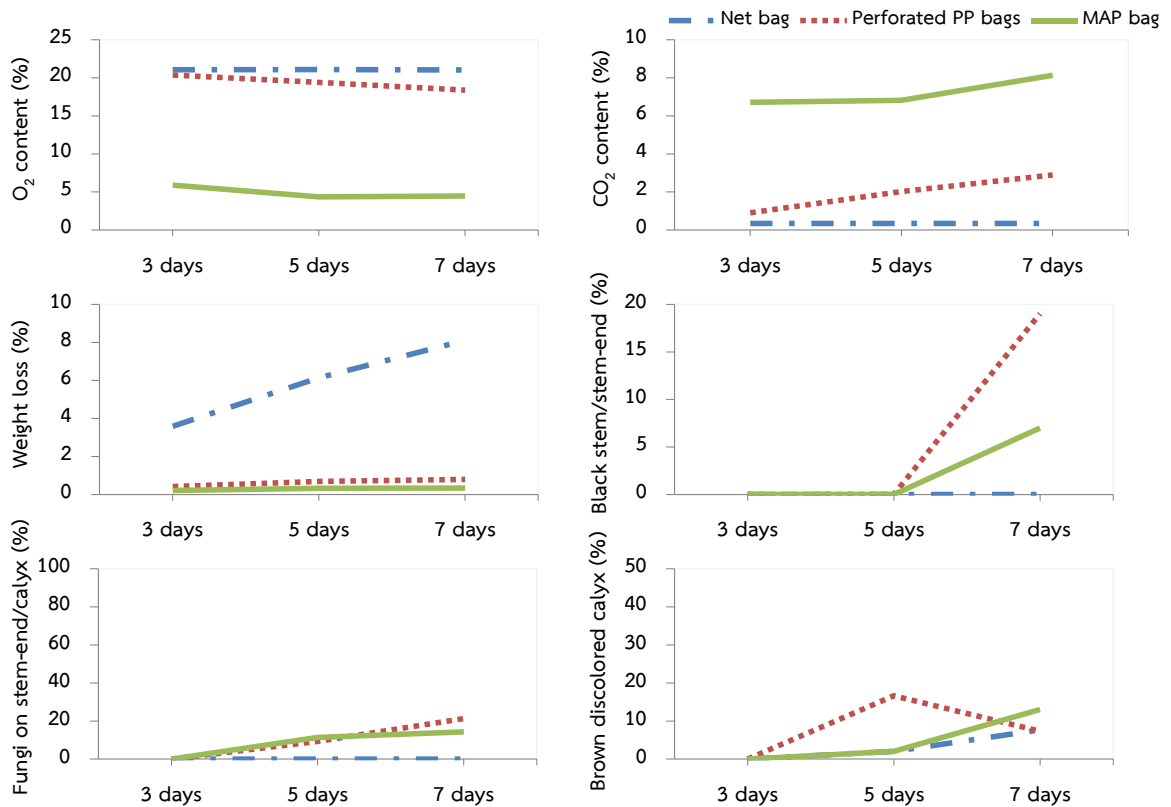 Net bag Perforated PP bags MAP bag
O₂ content (%)
25
20
15
10
5
0
3 days 5 days 7 days
CO₂ content (%)
10
8
6
4
2
0
3 days 5 days 7 days
Weight loss (%)
10
8
6
4
2
0
3 days 5 days 7 days
Black stem/stem-end (%)
20
15
10
5
0
3 days 5 days 7 days
Fungi on stem-end/calyx (%)
100
80
60
40
20
0
3 days 5 days 7 days
Brown discolored calyx (%)
50
40
30
20
10
0
3 days 5 days 7 days